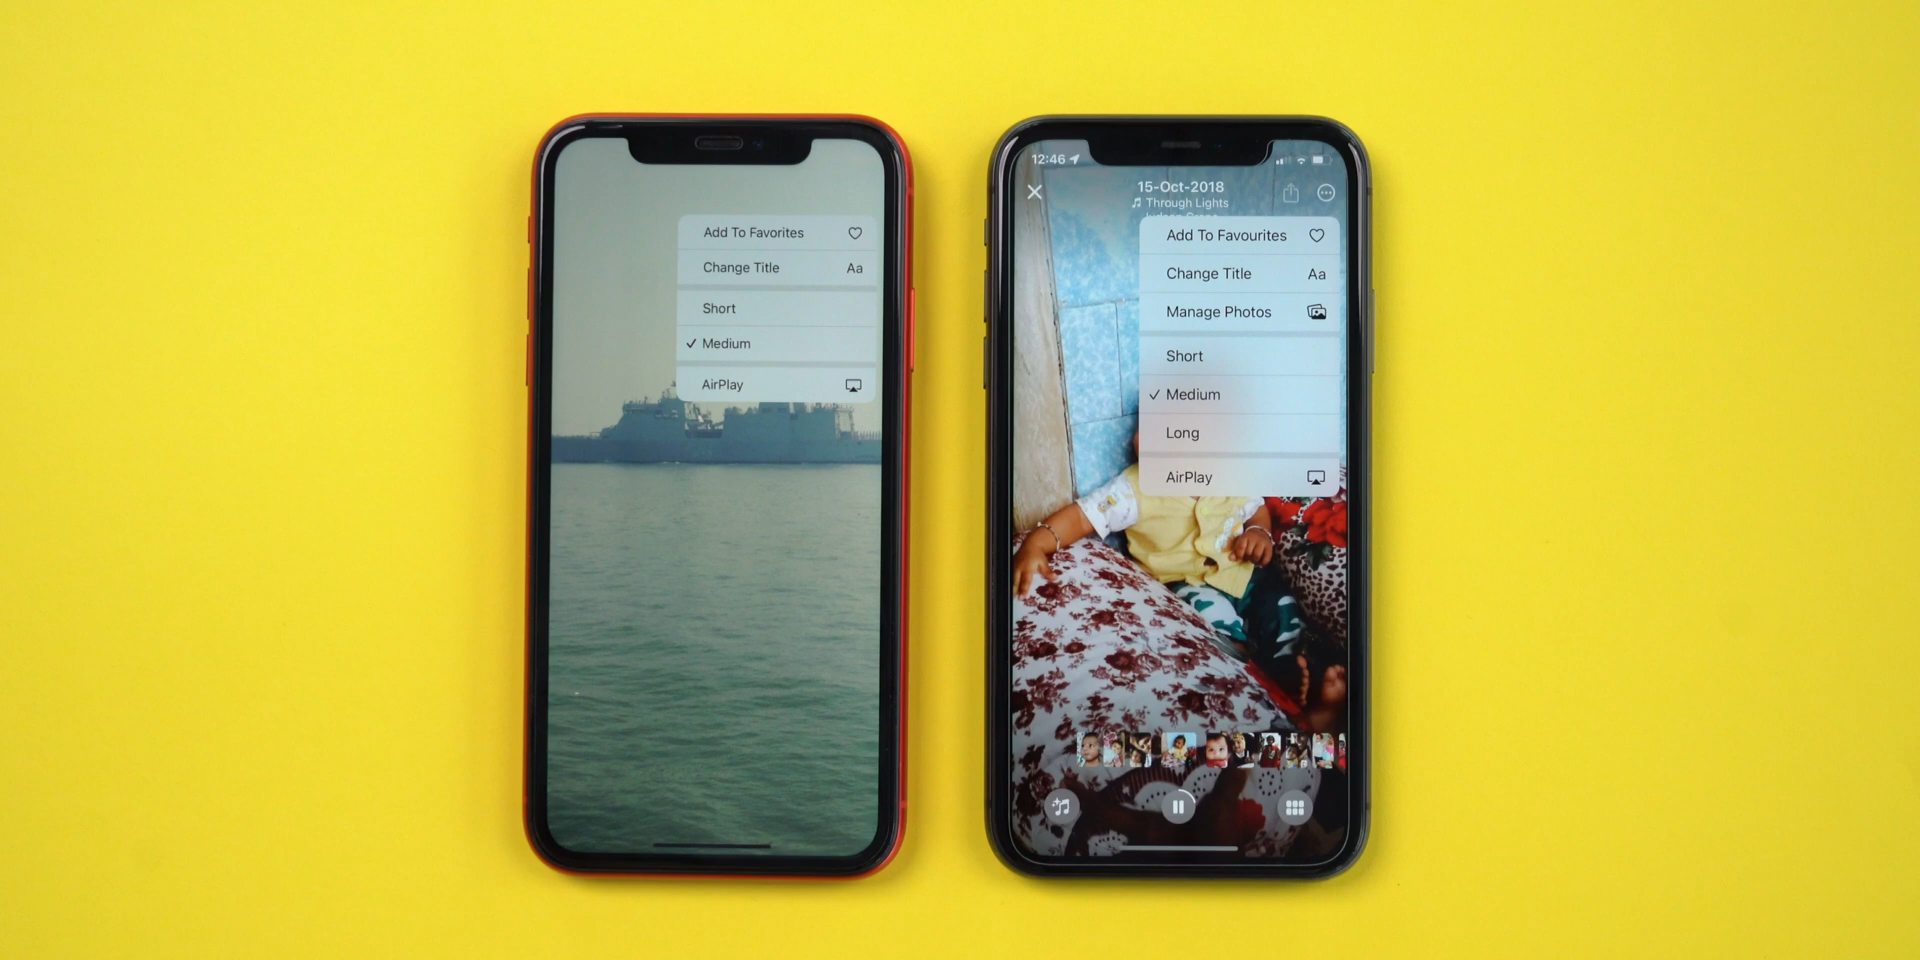 Add To Favorites
Change Title Aa
Short
Medium
AirPlay
12:46
15-Oct-2018
Through Lights
Add To Favourites
Change Title Aa
Manage Photos
Short
Medium
Long
AirPlay